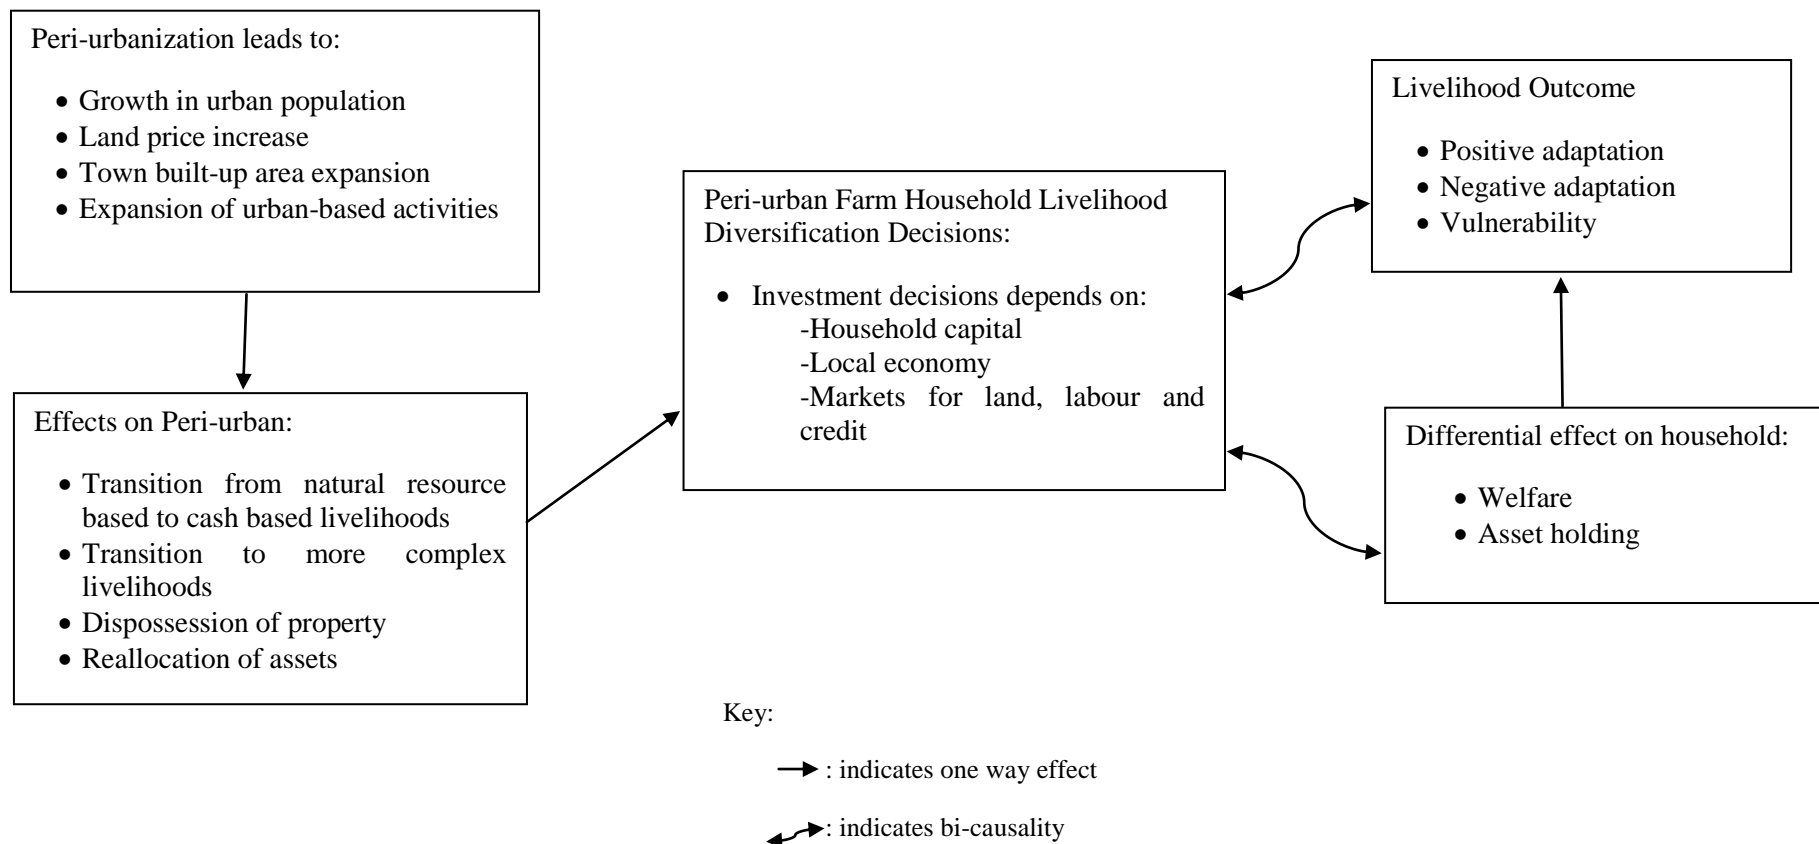 Peri-urbanization leads to:
• Growth in urban population
• Land price increase
• Town built-up area expansion
• Expansion of urban-based activities
Effects on Peri-urban:
• Transition from natural resource
based to cash based livelihoods
• Transition to more complex
livelihoods
• Dispossession of property
• Reallocation of assets
Peri-urban Farm Household Livelihood
Diversification Decisions:
• Investment decisions depends on:
-Household capital
-Local economy
-Markets for land, labour and
credit
Livelihood Outcome
• Positive adaptation
• Negative adaptation
• Vulnerability
Differential effect on household:
• Welfare
• Asset holding
Key:
: indicates one way effect
: indicates bi-causality